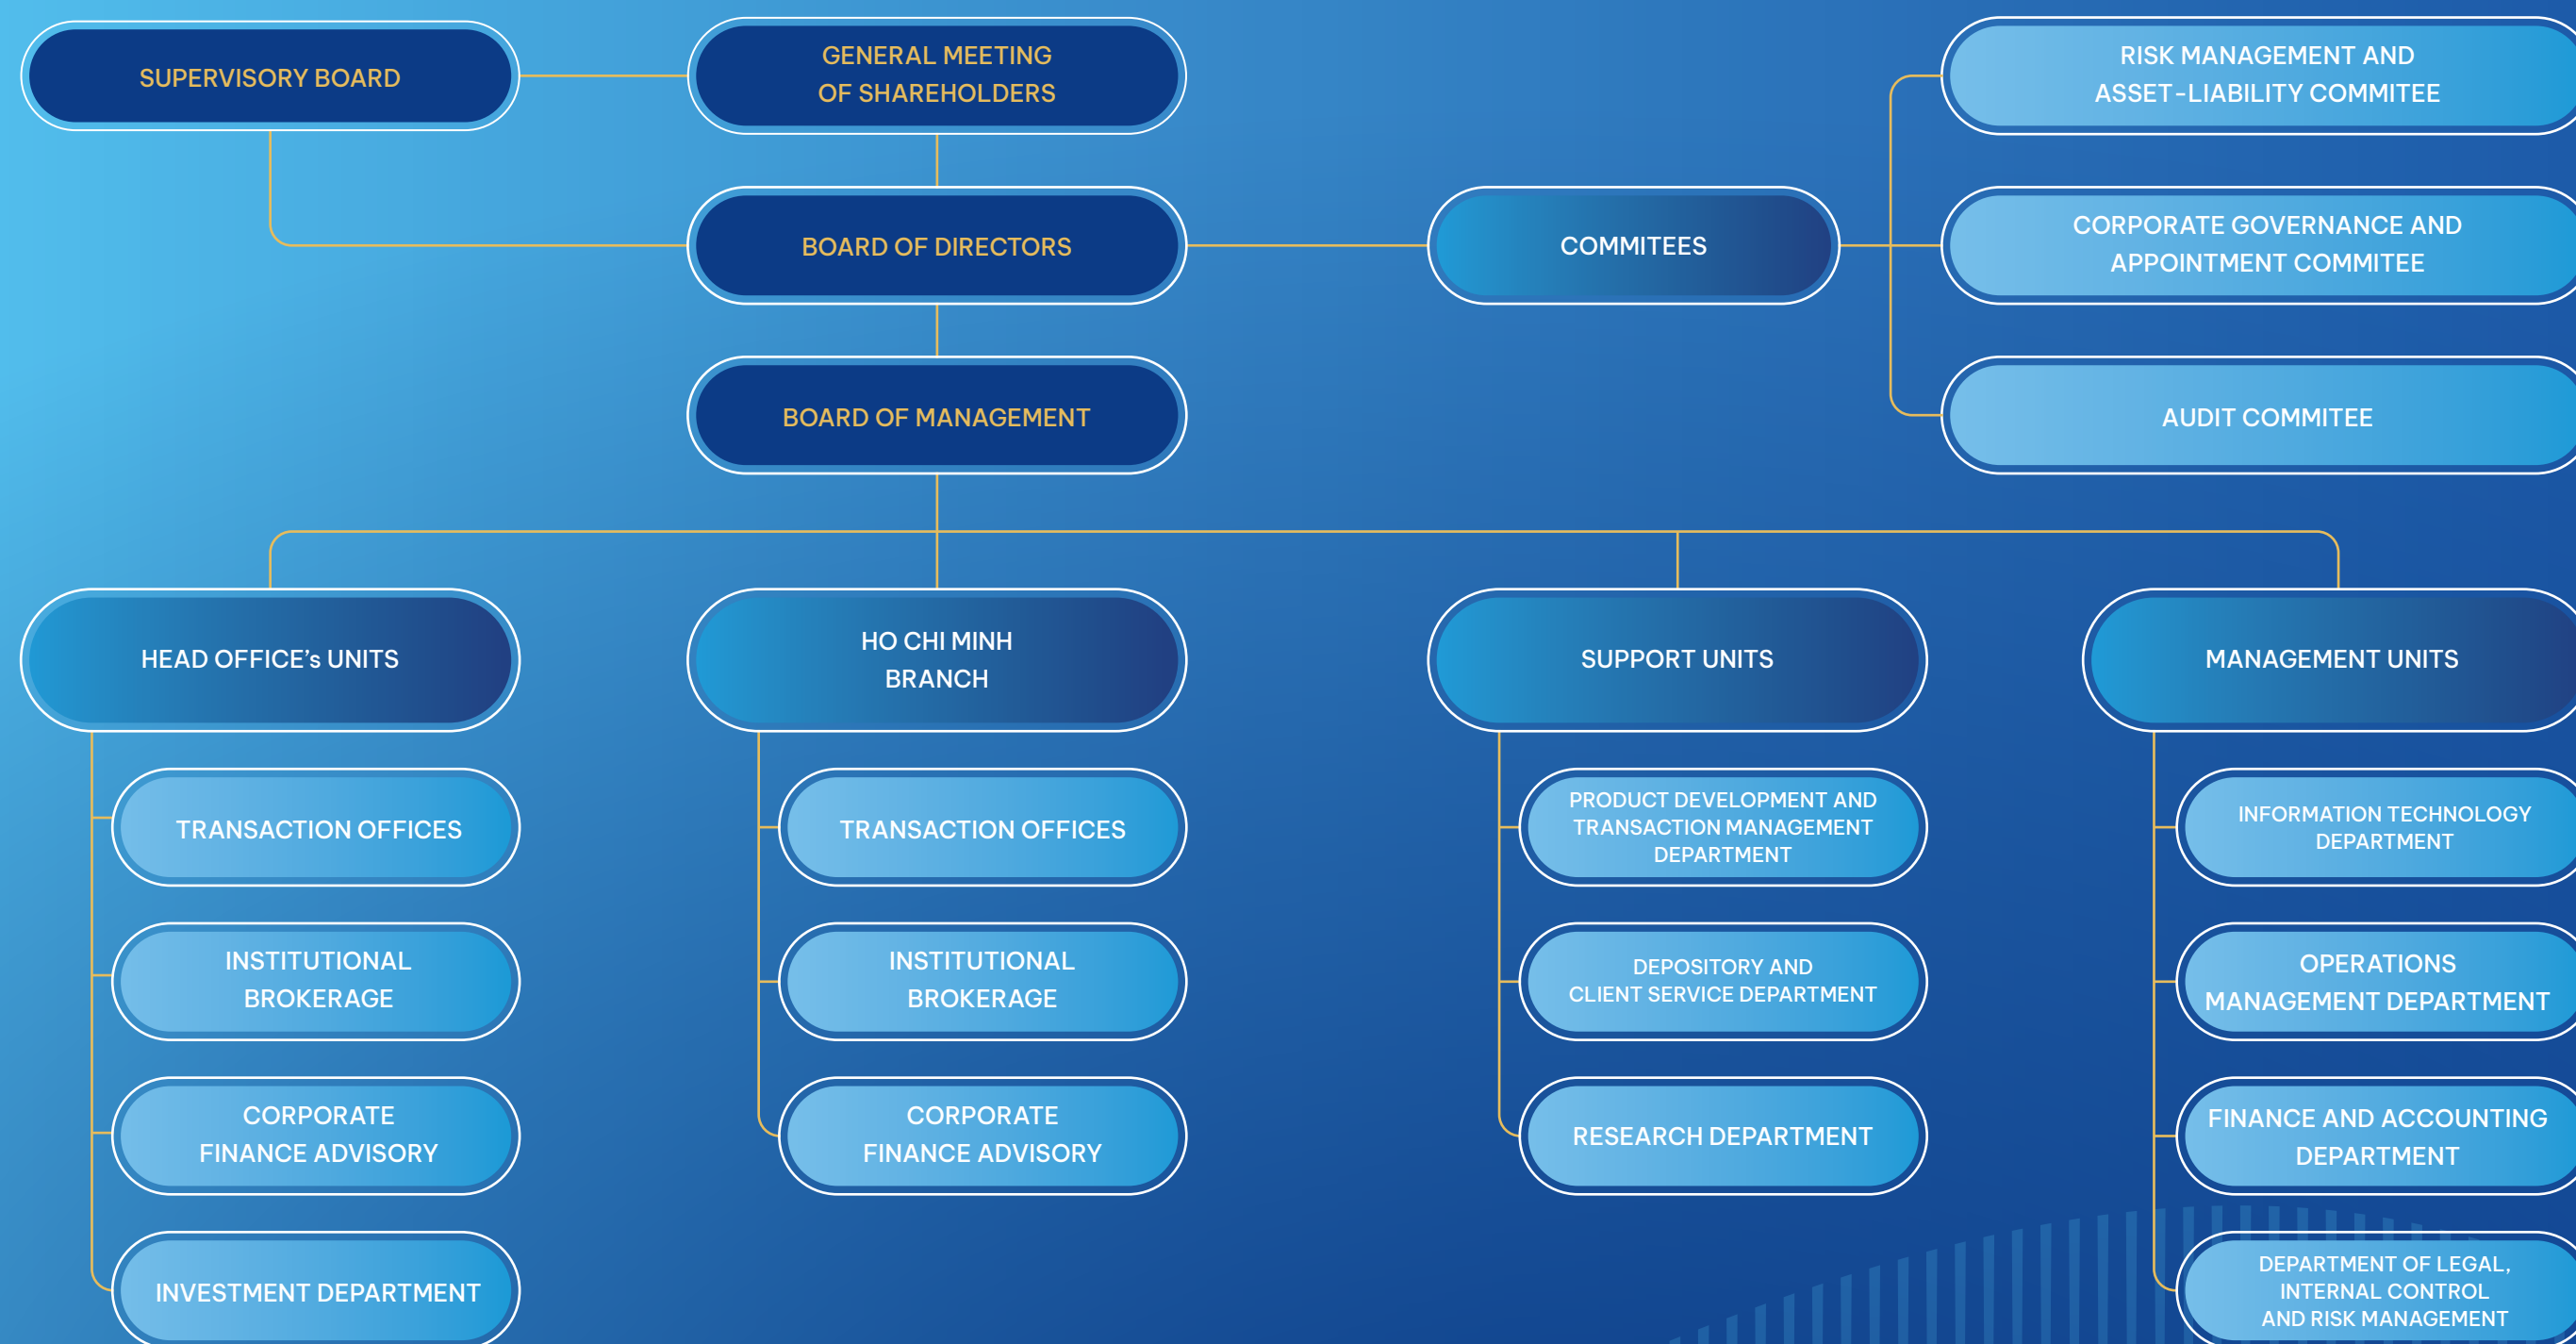 SUPERVISORY BOARD
GENERAL MEETING
OF SHAREHOLDERS
RISK MANAGEMENT AND
ASSET-LIABILITY COMMITEE
BOARD OF DIRECTORS
COMMITEES
CORPORATE GOVERNANCE AND
APPOINTMENT COMMITEE
BOARD OF MANAGEMENT
AUDIT COMMITEE
HEAD OFFICE’s UNITS
HO CHI MINH
BRANCH
SUPPORT UNITS
MANAGEMENT UNITS
TRANSACTION OFFICES
INSTITUTIONAL
BROKERAGE
CORPORATE
FINANCE ADVISORY
INVESTMENT DEPARTMENT
TRANSACTION OFFICES
INSTITUTIONAL
BROKERAGE
CORPORATE
FINANCE ADVISORY
PRODUCT DEVELOPMENT AND
TRANSACTION MANAGEMENT
DEPARTMENT
DEPOSITORY AND
CLIENT SERVICE DEPARTMENT
RESEARCH DEPARTMENT
INFORMATION TECHNOLOGY
DEPARTMENT
OPERATIONS
MANAGEMENT DEPARTMENT
FINANCE AND ACCOUNTING
DEPARTMENT
DEPARTMENT OF LEGAL,
INTERNAL CONTROL
AND RISK MANAGEMENT